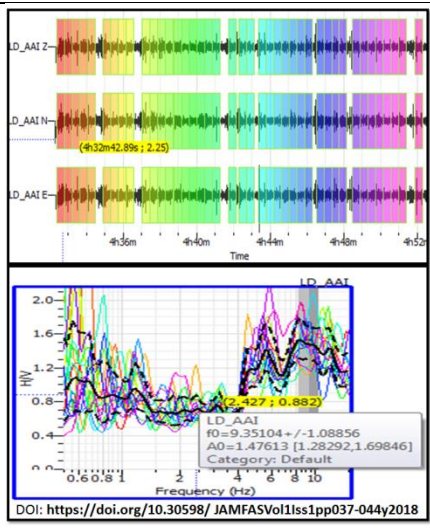 LD_AAI Z
LD_AAI N
(4h32m42.89s ; 2.25)
LD_AAI E
4h36m 4h40m 4h44m 4h48m 4h52m
Time
LD_AAI
2.0
1.6
1.2
0.8
0.4
0.0
H/V
(2.427 ; 0.882)
LD_AAI
f0=9.35104+/-1.08856
A0=1.47613 [1.28292,1.69846]
Category: Default
0.6 0.8 1 2 4 6 8 10
Frequency (Hz)
DOI: https://doi.org/10.30598/ JAMFASVol1Iss1pp037-044y2018